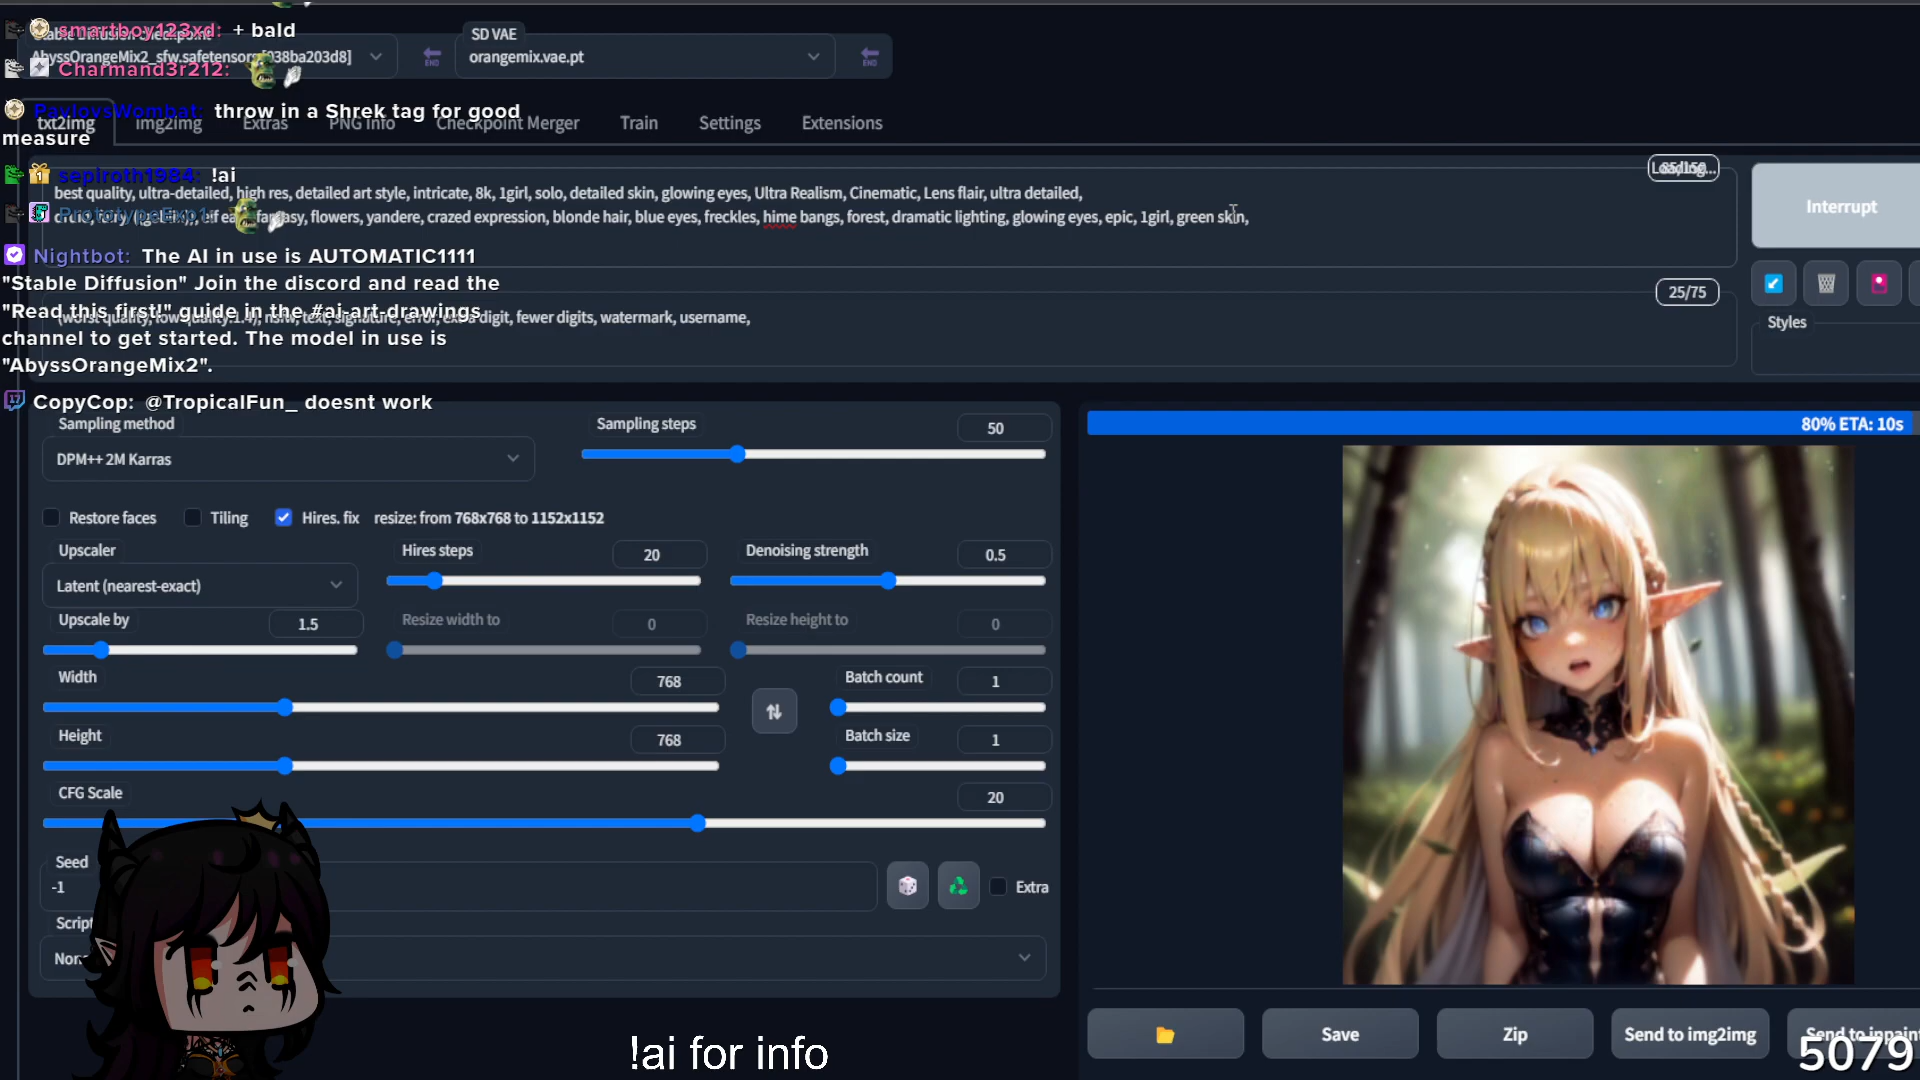 smartboy123xd: + bald
SD VAE
AbyssOrangeMix2_sfw.safetensors [038ba203d8]
orangemix.vae.pt
Charmand3r212:
PavlovsWombat: throw in a Shrek tag for good
measure
txt2img
img2img
Extras
PNG Info
Checkpoint Merger
Train
Settings
Extensions
sepiroth1984: !ai
best quality, ultra-detailed, high res, detailed art style, intricate, 8k, 1girl, solo, detailed skin, glowing eyes, Ultra Realism, Cinematic, Lens flair, ultra detailed,
fantasy, flowers, yandere, crazed expression, blonde hair, blue eyes, freckles, hime bangs, forest, dramatic lighting, glowing eyes, epic, 1girl, green skin,
Interrupt
Nightbot: The AI in use is AUTOMATIC1111
"Stable Diffusion" Join the discord and read the
"Read this first!" guide in the #ai-art-drawings
channel to get started. The model in use is
"AbyssOrangeMix2".
digit, fewer digits, watermark, username,
25/75
Styles
CopyCop: @TropicalFun_ doesnt work
Sampling method
DPM++ 2M Karras
Sampling steps
50
80% ETA: 10s
Restore faces
Tiling
Hires. fix
resize: from 768x768 to 1152x1152
Upscaler
Latent (nearest-exact)
Hires steps
20
Denoising strength
0.5
Upscale by
1.5
Resize width to
0
Resize height to
0
Width
768
Batch count
1
Height
768
Batch size
1
CFG Scale
20
Seed
-1
Extra
Script
!ai for info
Save
Zip
Send to img2img
5079